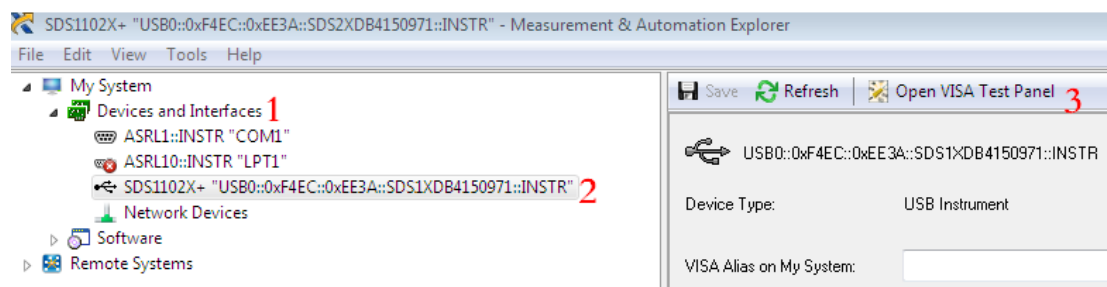 SDS1102X+ "USB0::0xF4EC::0xEE3A::SDS2XDB4150971::INSTR" - Measurement & Automation Explorer
File Edit View Tools Help
My System
Devices and Interfaces 1
ASRL1::INSTR "COM1"
ASRL10::INSTR "LPT1"
SDS1102X+ "USB0::0xF4EC::0xEE3A::SDS1XDB4150971::INSTR" 2
Network Devices
Software
Remote Systems
Save Refresh Open VISA Test Panel 3
USB0::0xF4EC::0xEE3A::SDS1XDB4150971::INSTR
Device Type: USB Instrument
VISA Alias on My System: